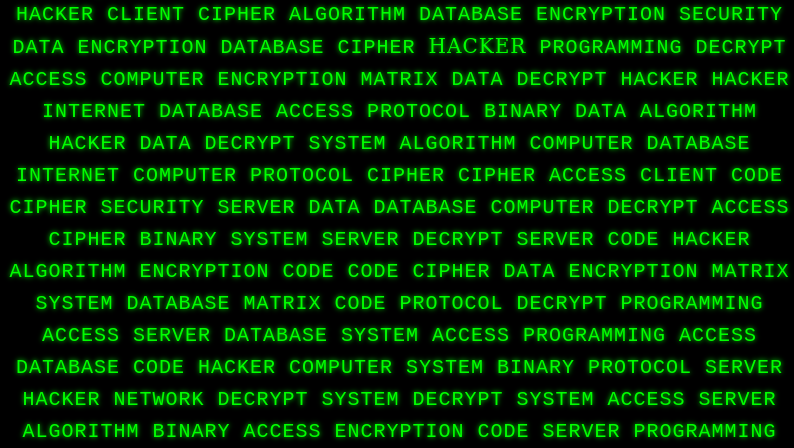 HACKER CLIENT CIPHER ALGORITHM DATABASE ENCRYPTION SECURITY
DATA ENCRYPTION DATABASE CIPHER HACKER PROGRAMMING DECRYPT
ACCESS COMPUTER ENCRYPTION MATRIX DATA DECRYPT HACKER HACKER
INTERNET DATABASE ACCESS PROTOCOL BINARY DATA ALGORITHM
HACKER DATA DECRYPT SYSTEM ALGORITHM COMPUTER DATABASE
INTERNET COMPUTER PROTOCOL CIPHER CIPHER ACCESS CLIENT CODE
CIPHER SECURITY SERVER DATA DATABASE COMPUTER DECRYPT ACCESS
CIPHER BINARY SYSTEM SERVER DECRYPT SERVER CODE HACKER
ALGORITHM ENCRYPTION CODE CODE CIPHER DATA ENCRYPTION MATRIX
SYSTEM DATABASE MATRIX CODE PROTOCOL DECRYPT PROGRAMMING
ACCESS SERVER DATABASE SYSTEM ACCESS PROGRAMMING ACCESS
DATABASE CODE HACKER COMPUTER SYSTEM BINARY PROTOCOL SERVER
HACKER NETWORK DECRYPT SYSTEM DECRYPT SYSTEM ACCESS SERVER
ALGORITHM BINARY ACCESS ENCRYPTION CODE SERVER PROGRAMMING